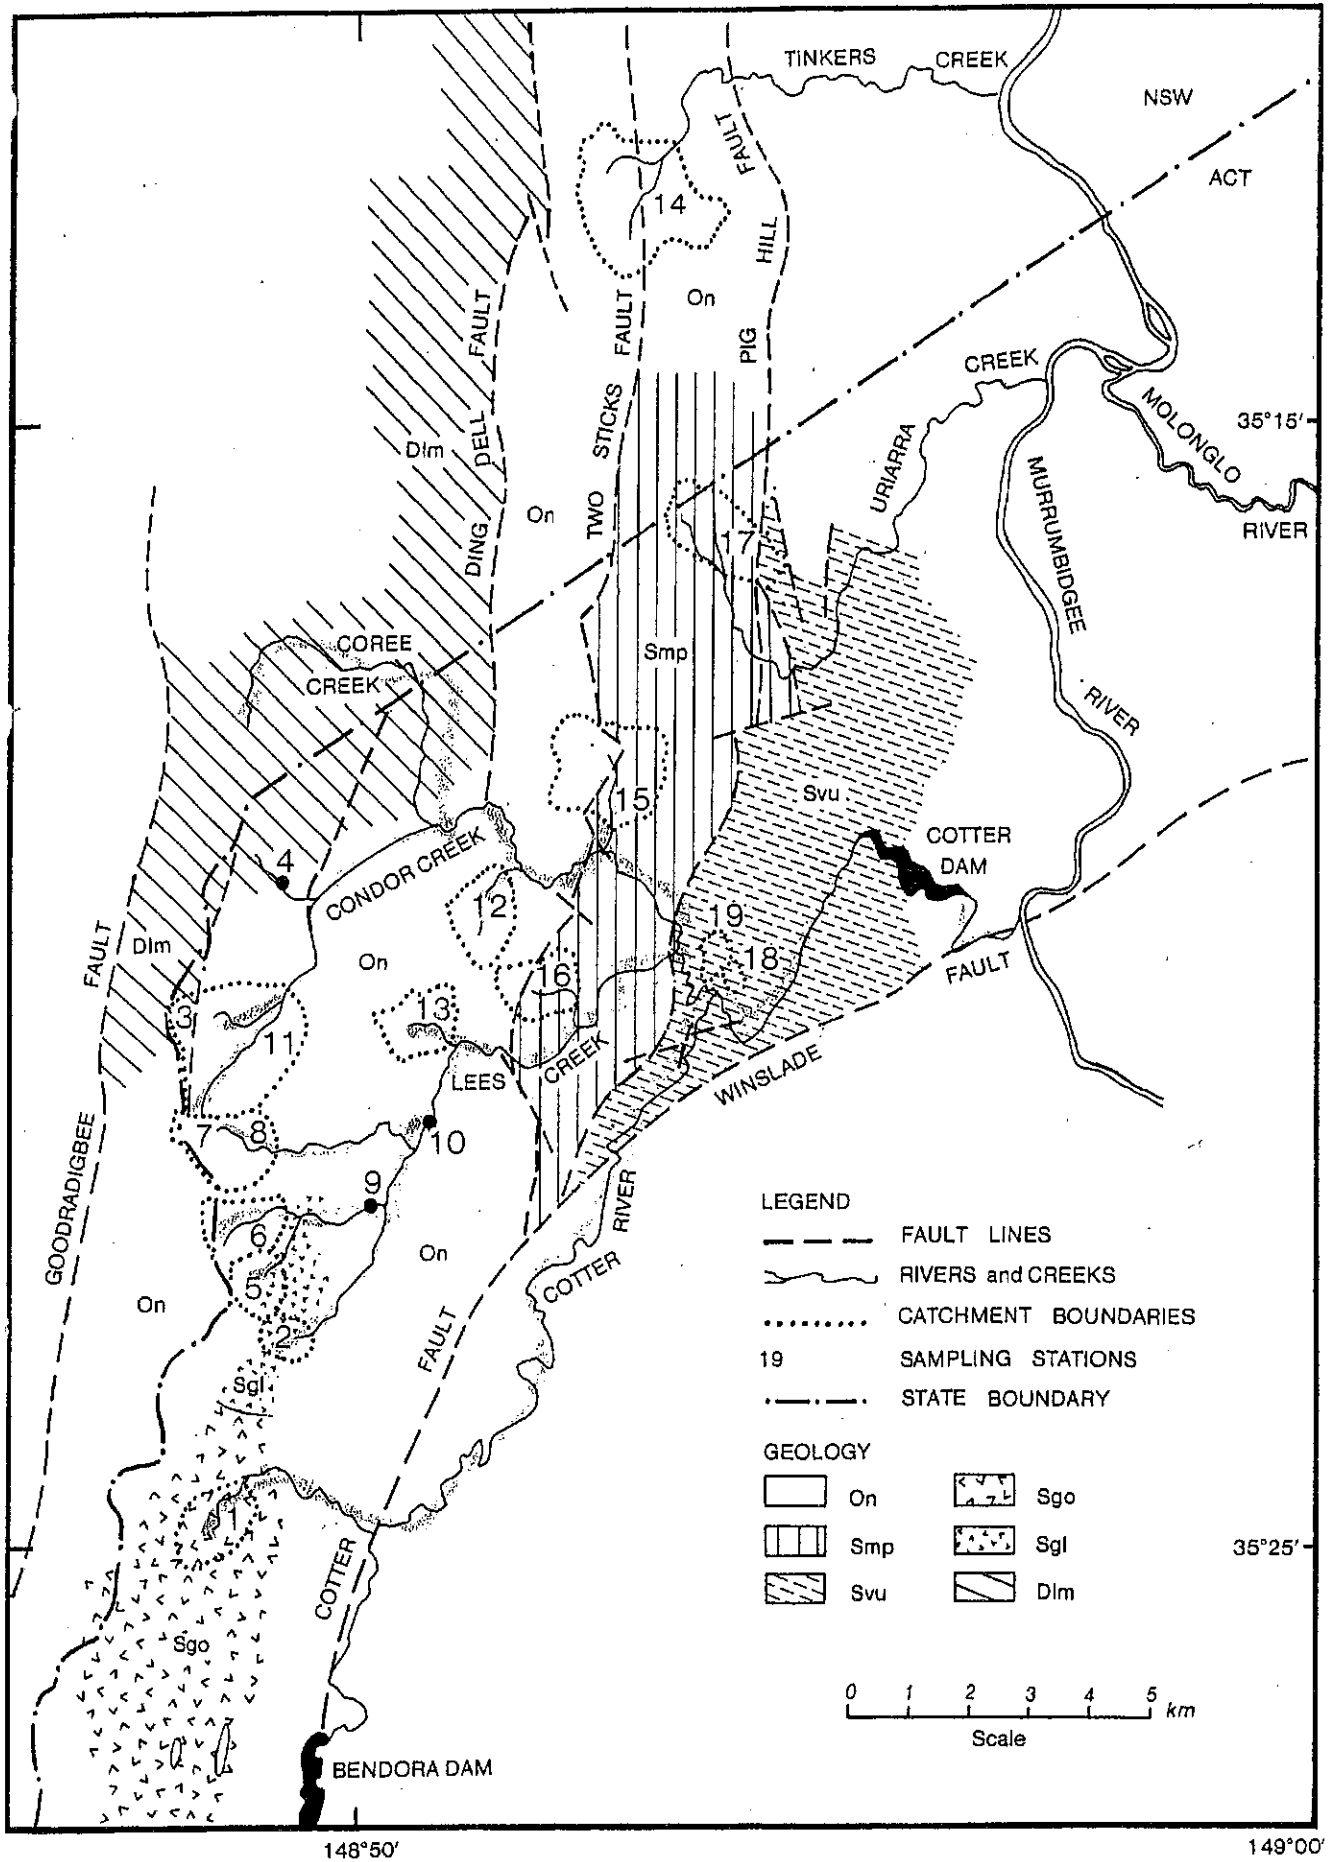 TINKERS CREEK
NSW
ACT
FAULT
14
HILL
On
FAULT
FAULT
PIG
CREEK
STICKS
DELL
Dlm
35°15'
MOLONGLO
URIARRA
TWO
On
DING
17
MURRUMBIDGEE
RIVER
COREE
CREEK
Smp
RIVER
15
Svu
COTTER
DAM
4
CONDOR CREEK
12
19
18
FAULT
Dlm
On
16
FAULT
3
11
13
LEES
CREEK
WINSLADE
7
8
10
9
GOODRADIGBEE
RIVER
6
On
COTTER
5
On
2
FAULT
Sgl
1
COTTER
Sgo
BENDORA DAM
LEGEND
FAULT LINES
RIVERS and CREEKS
CATCHMENT BOUNDARIES
19 SAMPLING STATIONS
STATE BOUNDARY
GEOLOGY
On Sgo
Smp Sgl
Svu Dlm
35°25'
0 1 2 3 4 5 km
Scale
148°50'
149°00'